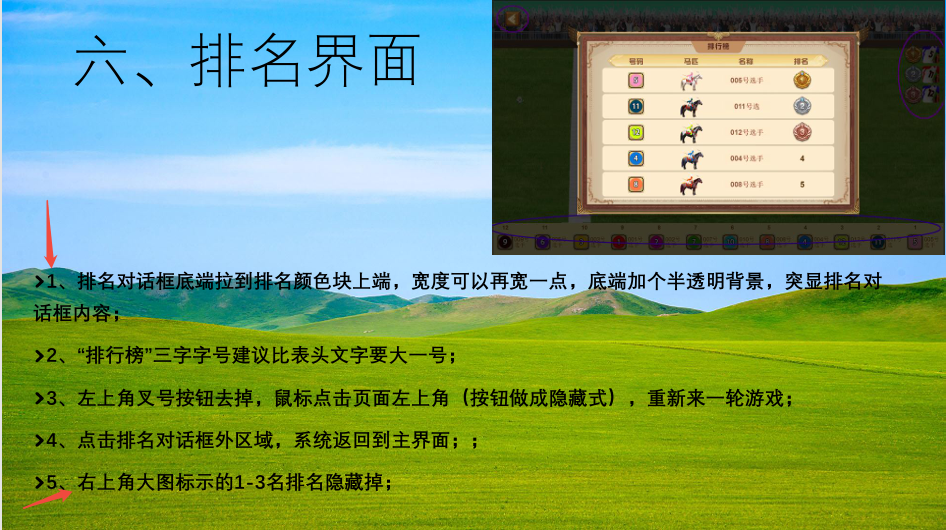 六、排名界面
排行榜
号码 马匹 名称 排名
5 005号选手
11 011号选
12 012号选手
4 004号选手 4
008号选手 5
1、排名对话框底端拉到排名颜色块上端，宽度可以再宽一点，底端加个半透明背景，突显排名对
话框内容；
2、“排行榜”三字字号建议比表头文字要大一号；
3、左上角叉号按钮去掉，鼠标点击页面左上角（按钮做成隐藏式），重新来一轮游戏；
4、点击排名对话框外区域，系统返回到主界面；；
5、右上角大图标示的1-3名排名隐藏掉；